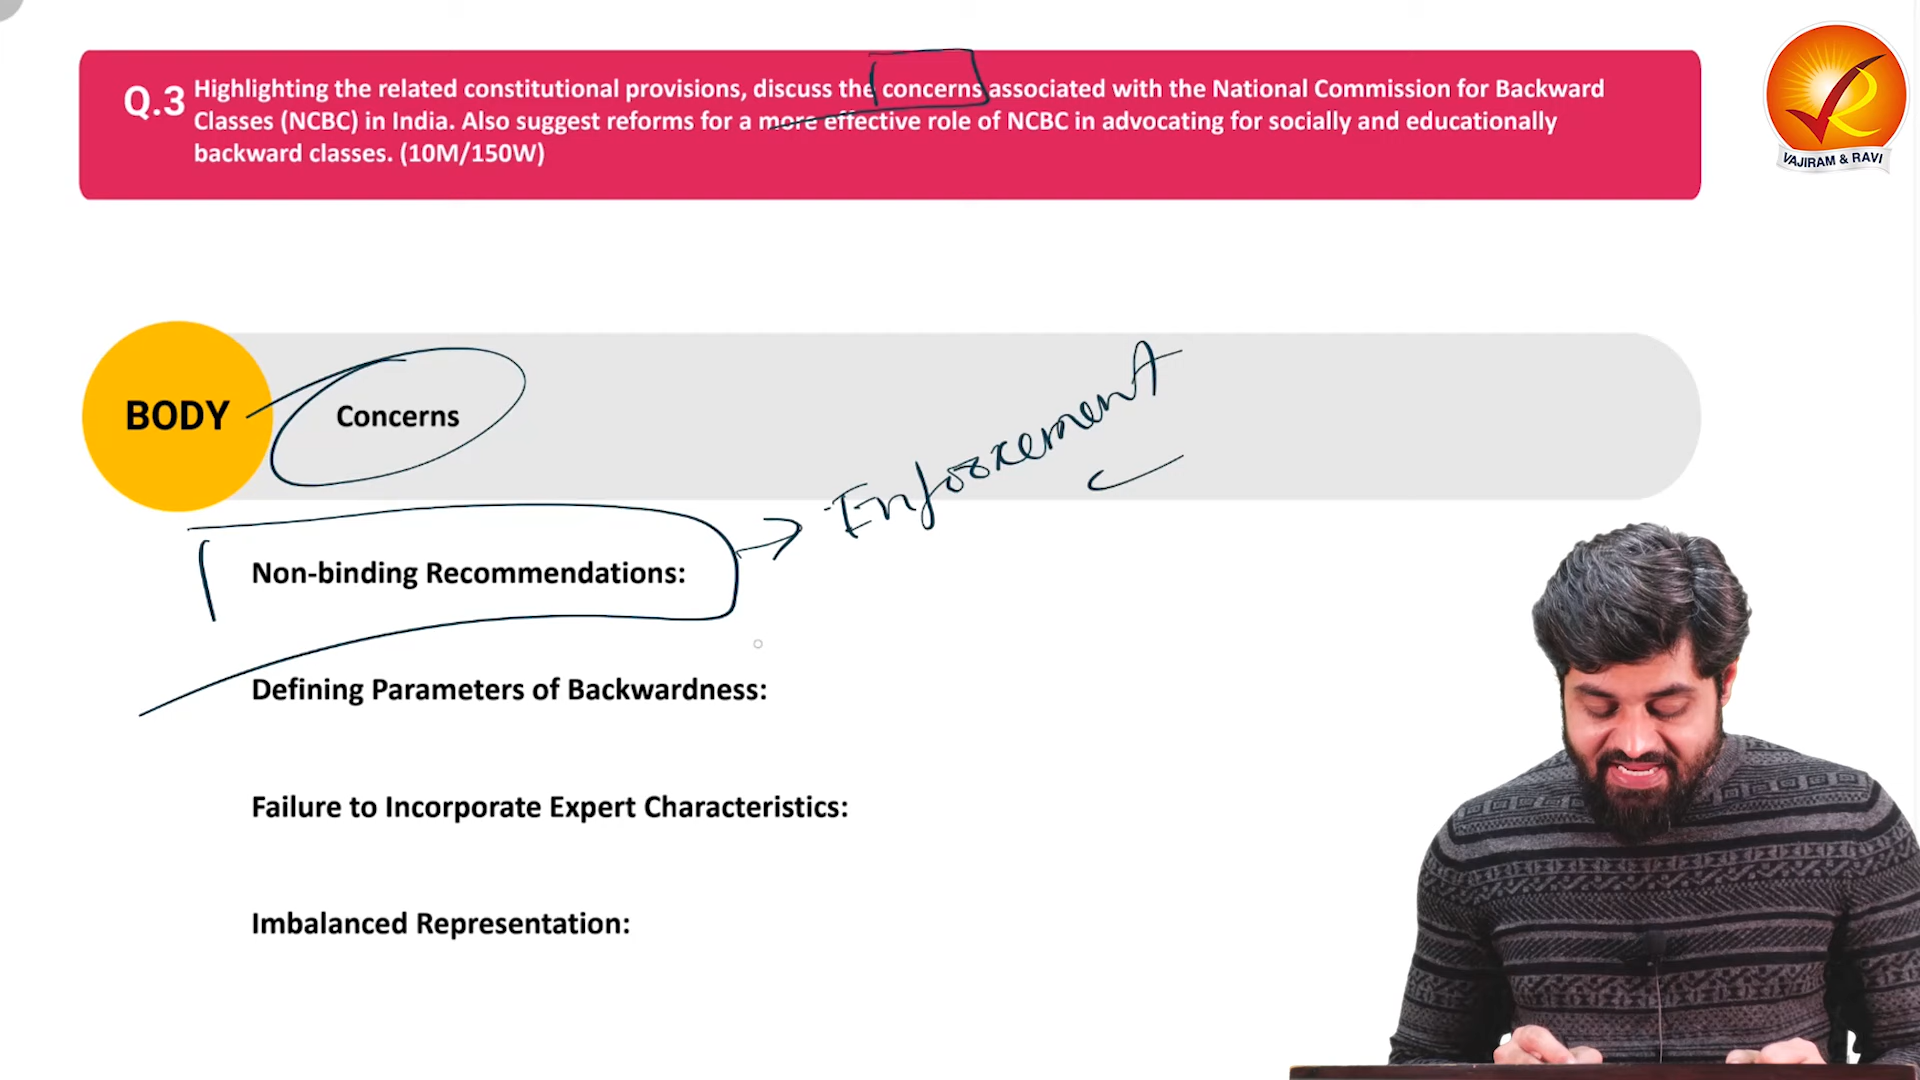 Q.3 Highlighting the related constitutional provisions, discuss the concerns associated with the National Commission for Backward
Classes (NCBC) in India. Also suggest reforms for a more effective role of NCBC in advocating for socially and educationally
backward classes. (10M/150W)
VAJIRAM & RAVI
BODY
Concerns
Enforcement
Non-binding Recommendations:
Defining Parameters of Backwardness:
Failure to Incorporate Expert Characteristics:
Imbalanced Representation: